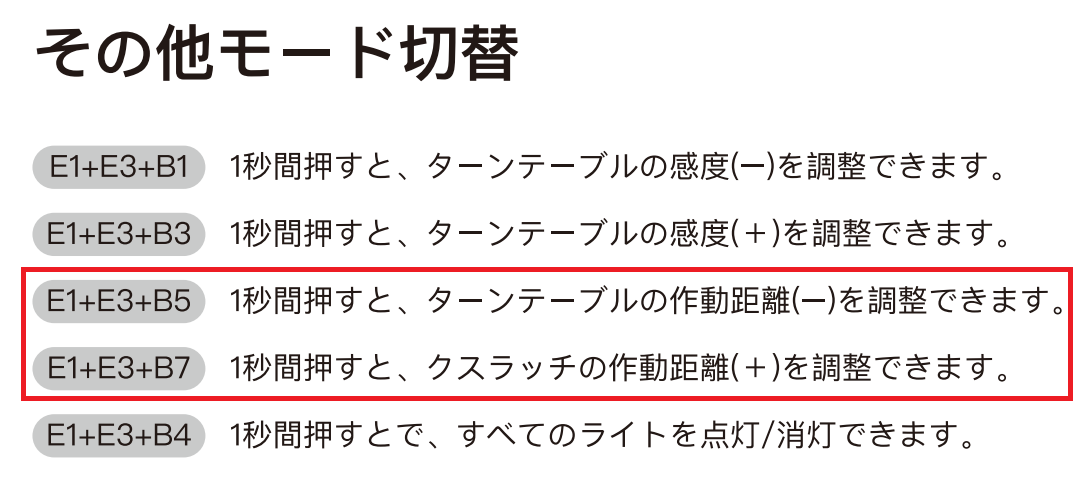 その他モード切替
E1+E3+B1 1秒間押すと、ターンテーブルの感度(ー)を調整できます。
E1+E3+B3 1秒間押すと、ターンテーブルの感度(＋)を調整できます。
E1+E3+B5 1秒間押すと、ターンテーブルの作動距離(ー)を調整できます。
E1+E3+B7 1秒間押すと、クスラッチの作動距離(＋)を調整できます。
E1+E3+B4 1秒間押すとで、すべてのライトを点灯/消灯できます。